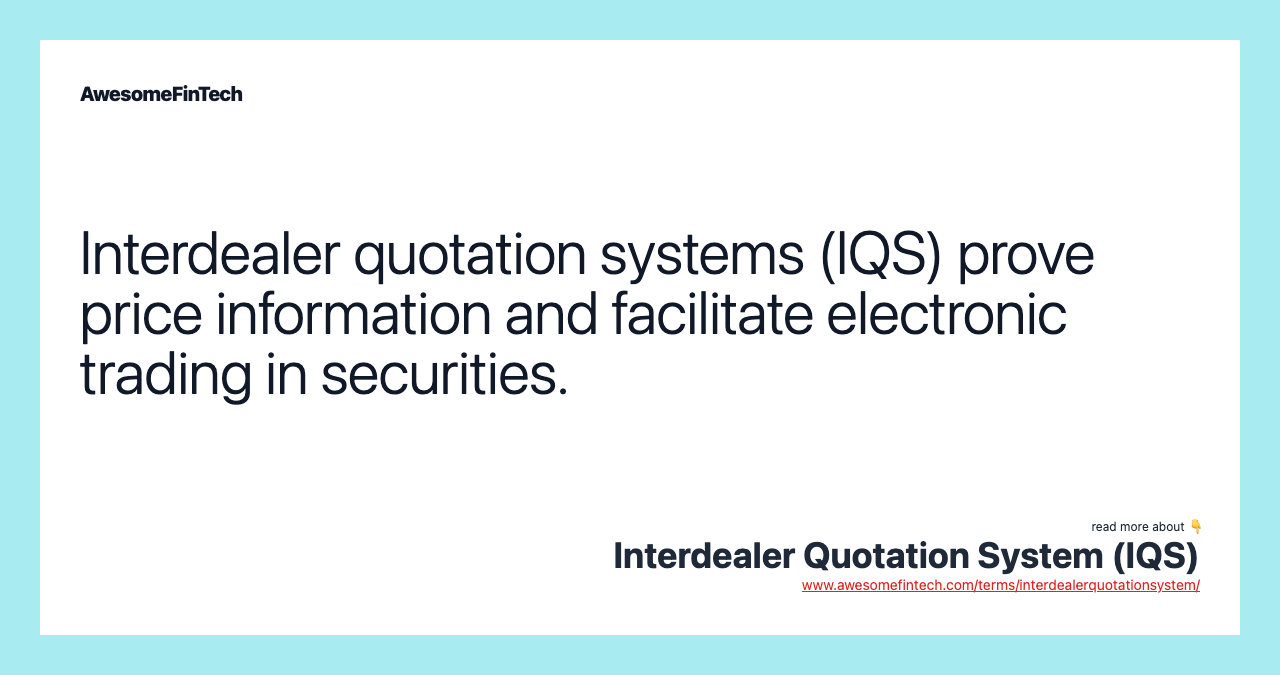 AwesomeFinTech
Interdealer quotation systems (IQS) prove
price information and facilitate electronic
trading in securities.
read more about 👇
Interdealer Quotation System (IQS)
www.awesomefintech.com/terms/interdealerquotationsystem/